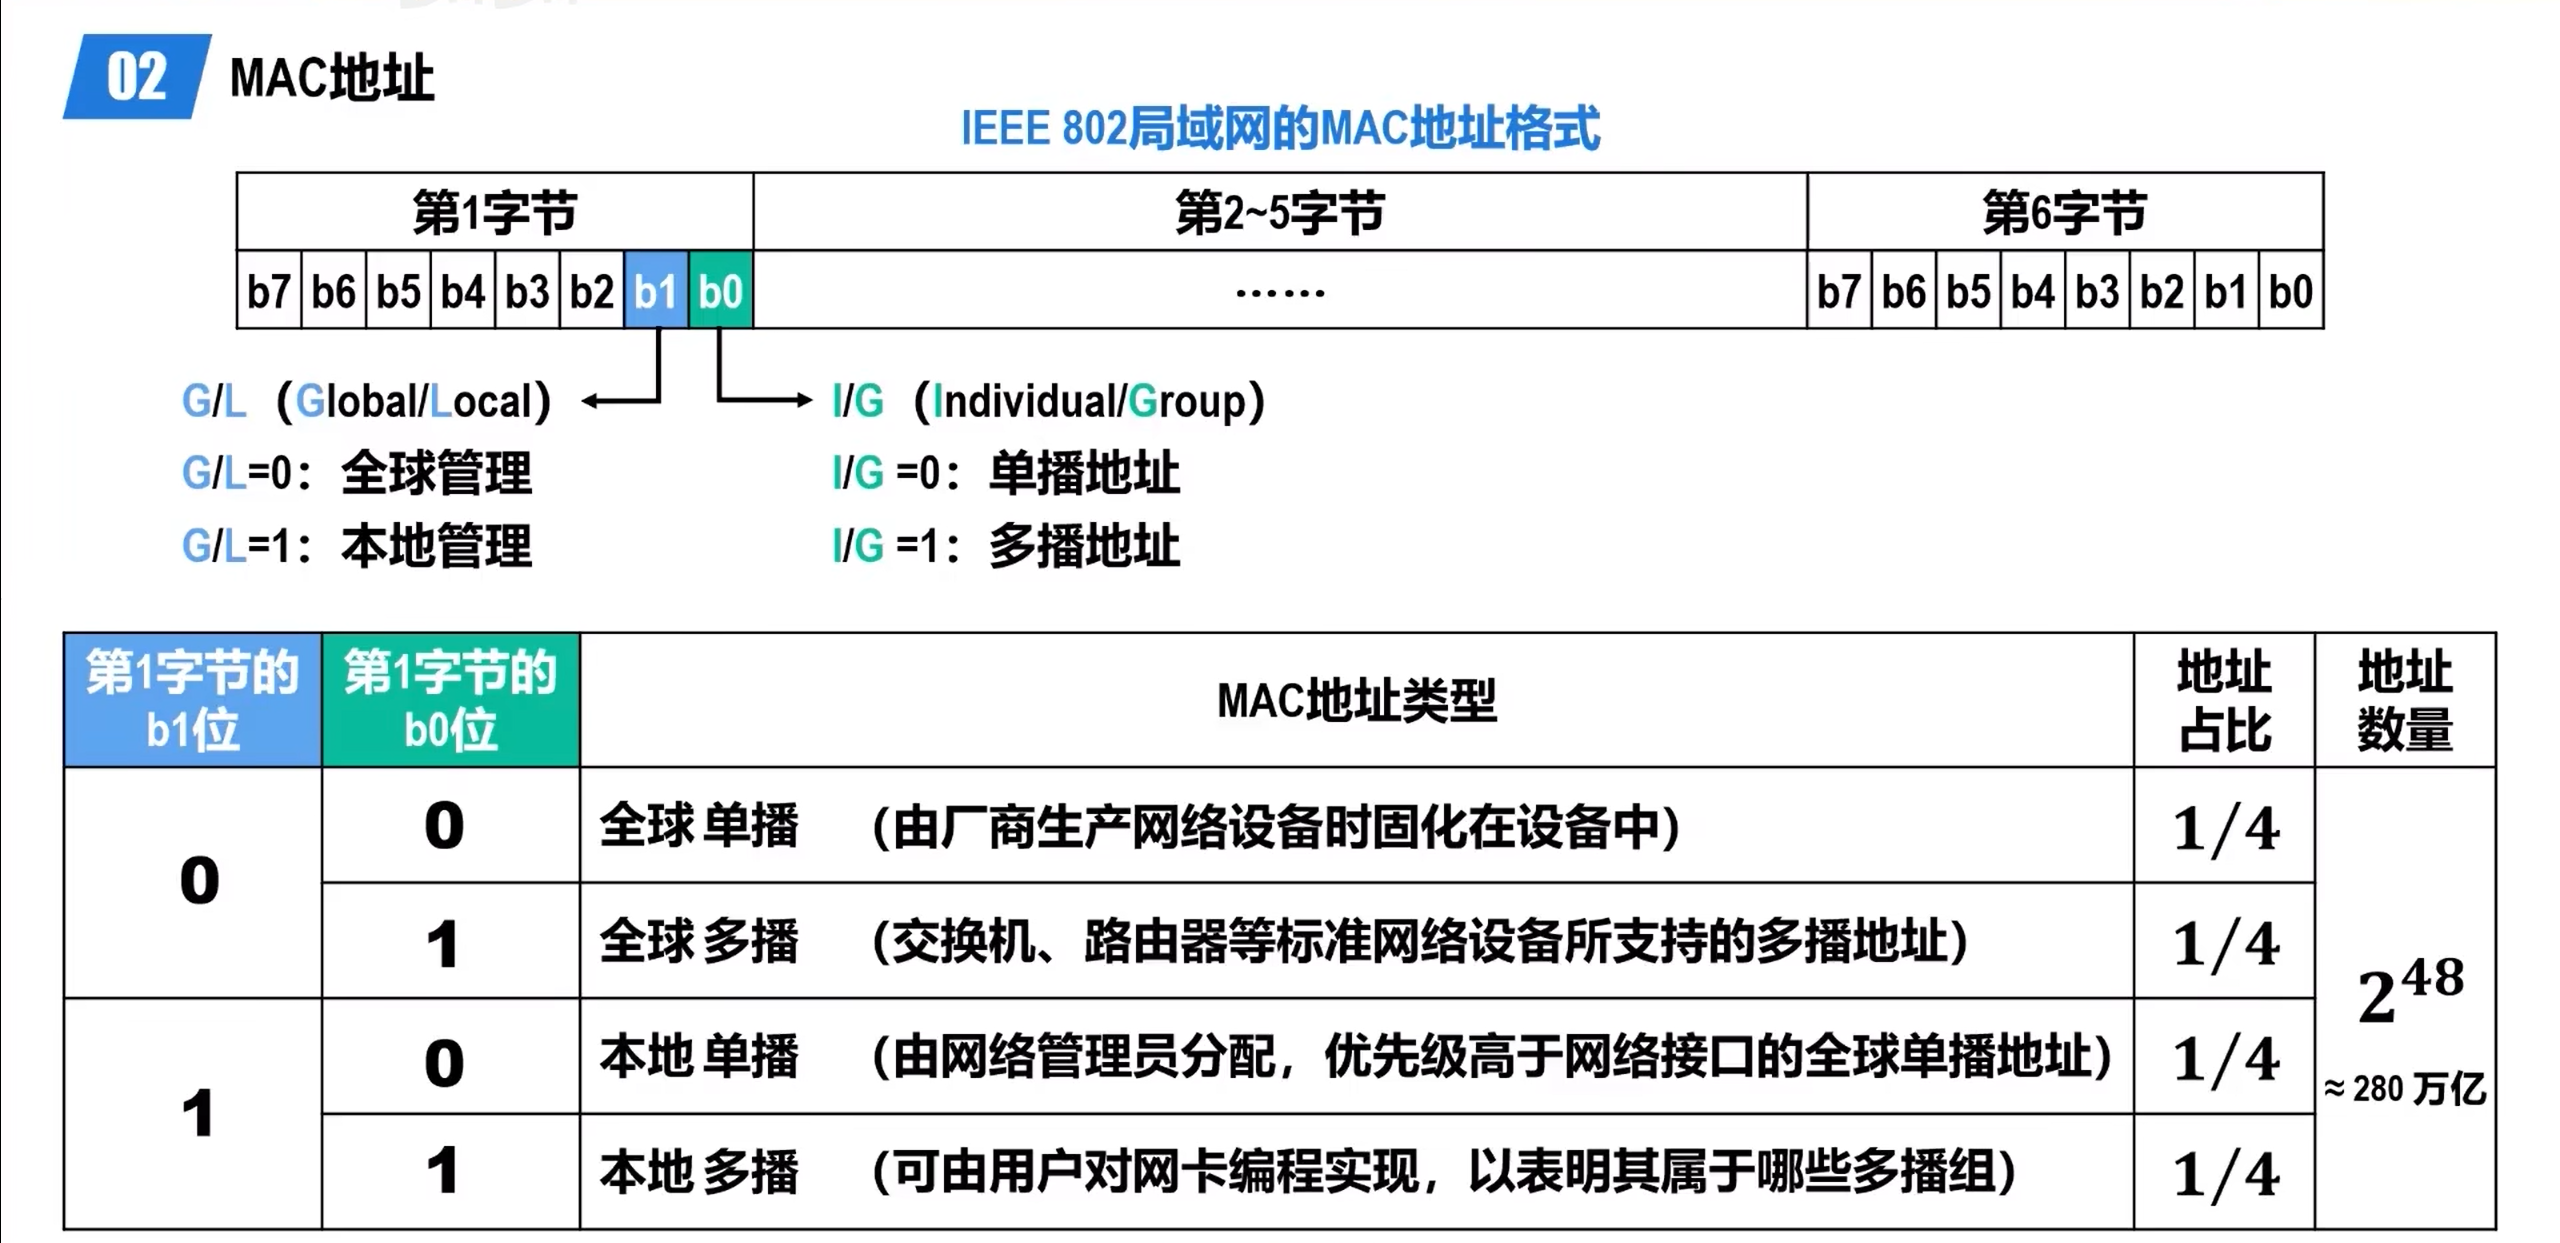 02 MAC地址
IEEE 802局域网的MAC地址格式
第1字节 第2~5字节 第6字节
b7 b6 b5 b4 b3 b2 b1 b0 …… b7 b6 b5 b4 b3 b2 b1 b0
G/L（Global/Local） I/G（Individual/Group）
G/L=0：全球管理 I/G =0：单播地址
G/L=1：本地管理 I/G =1：多播地址
第1字节的 第1字节的 MAC地址类型 地址 地址
b1位 b0位 占比 数量
0 0 全球 单播 （由厂商生产网络设备时固化在设备中） 1/4
1 全球 多播 （交换机、路由器等标准网络设备所支持的多播地址） 1/4
2^48
1 0 本地 单播 （由网络管理员分配，优先级高于网络接口的全球单播地址） 1/4
≈ 280 万亿
1 本地 多播 （可由用户对网卡编程实现，以表明其属于哪些多播组） 1/4